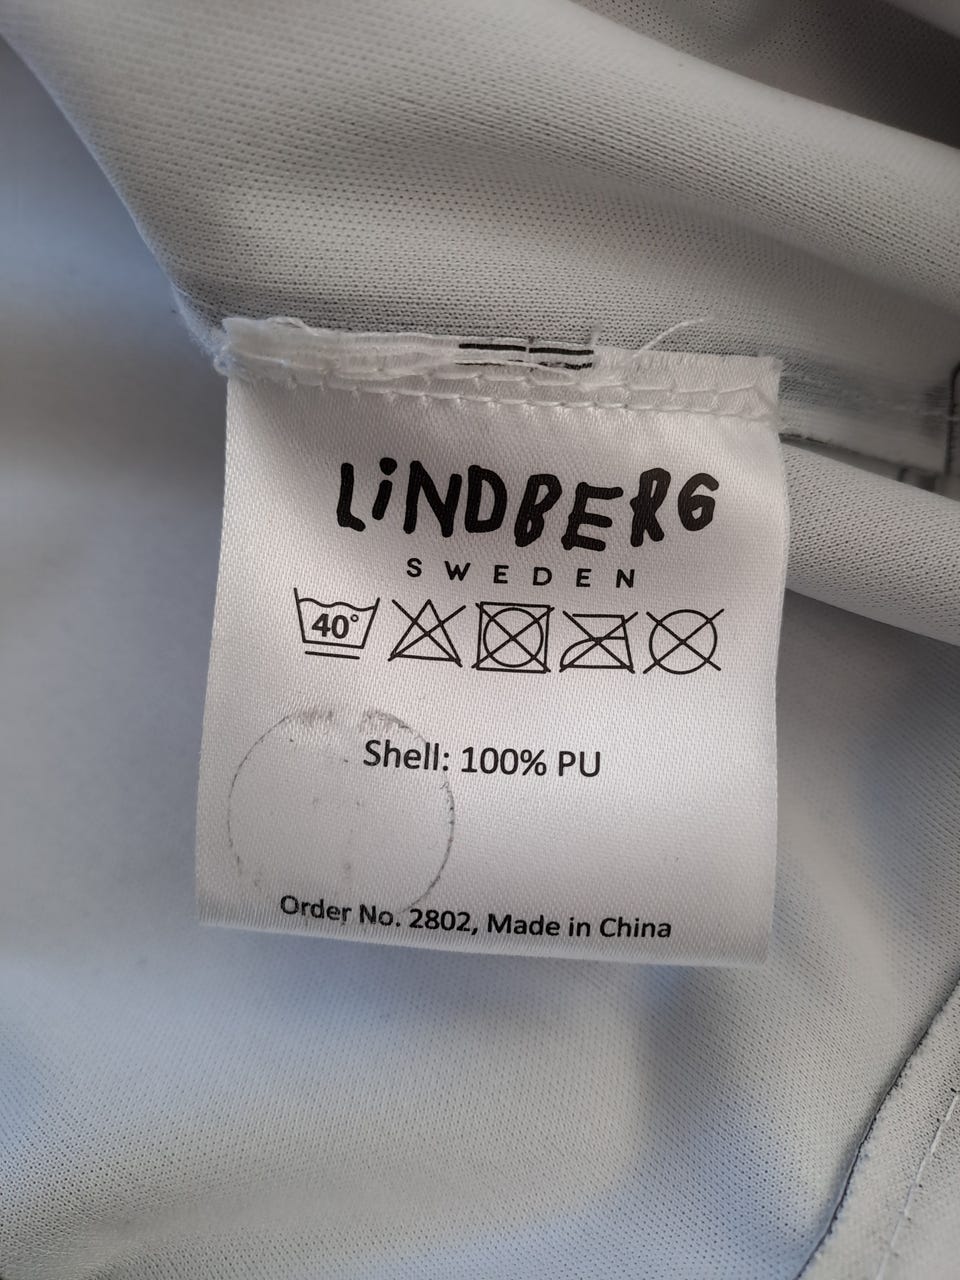 LiNDBERG
SWEDEN
40°
Shell: 100% PU
Order No. 2802, Made in China